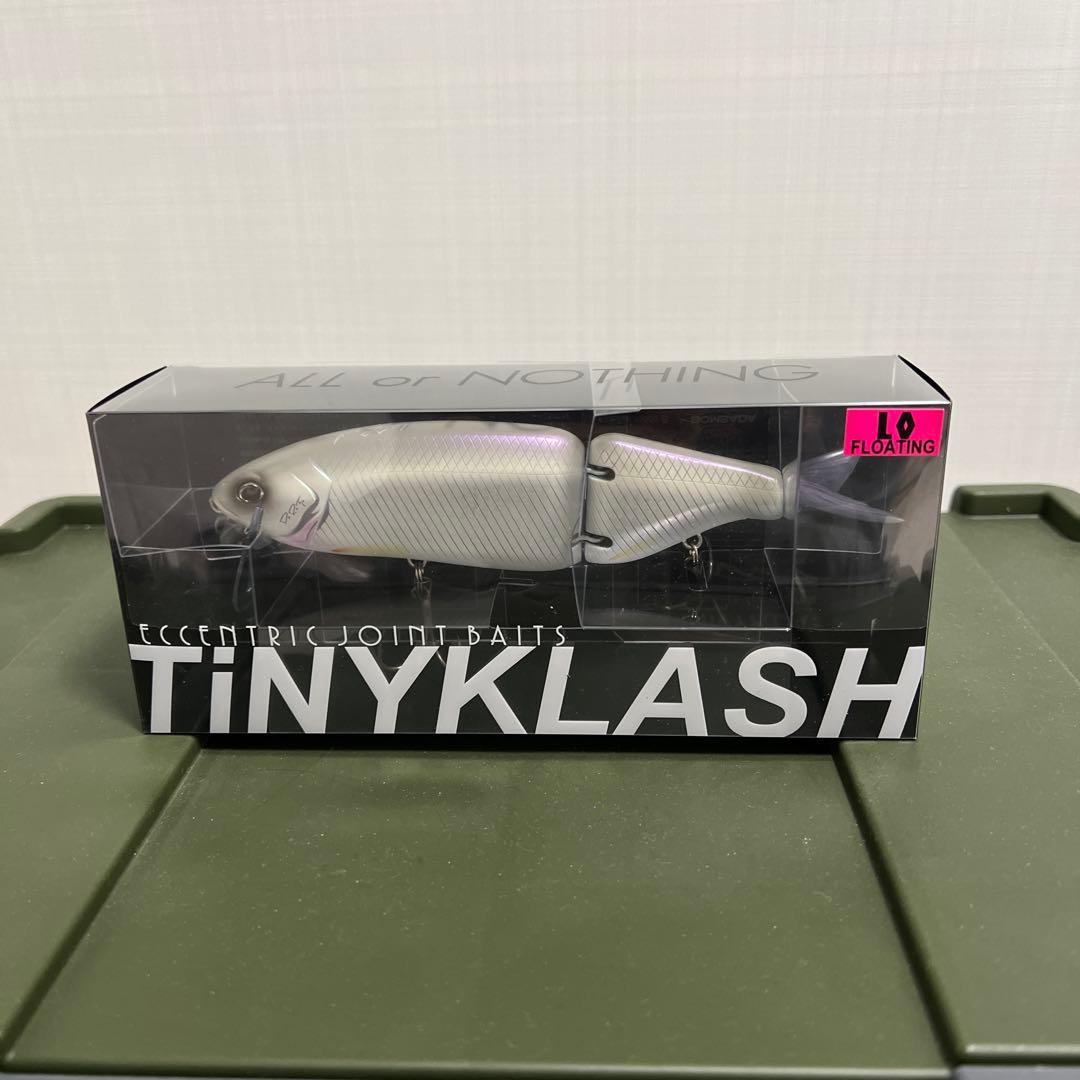 ALL or NOTHING
LO
FLOATING
D.R.T.
ECCENTRIC JOINT BAITS
TiNYKLASH